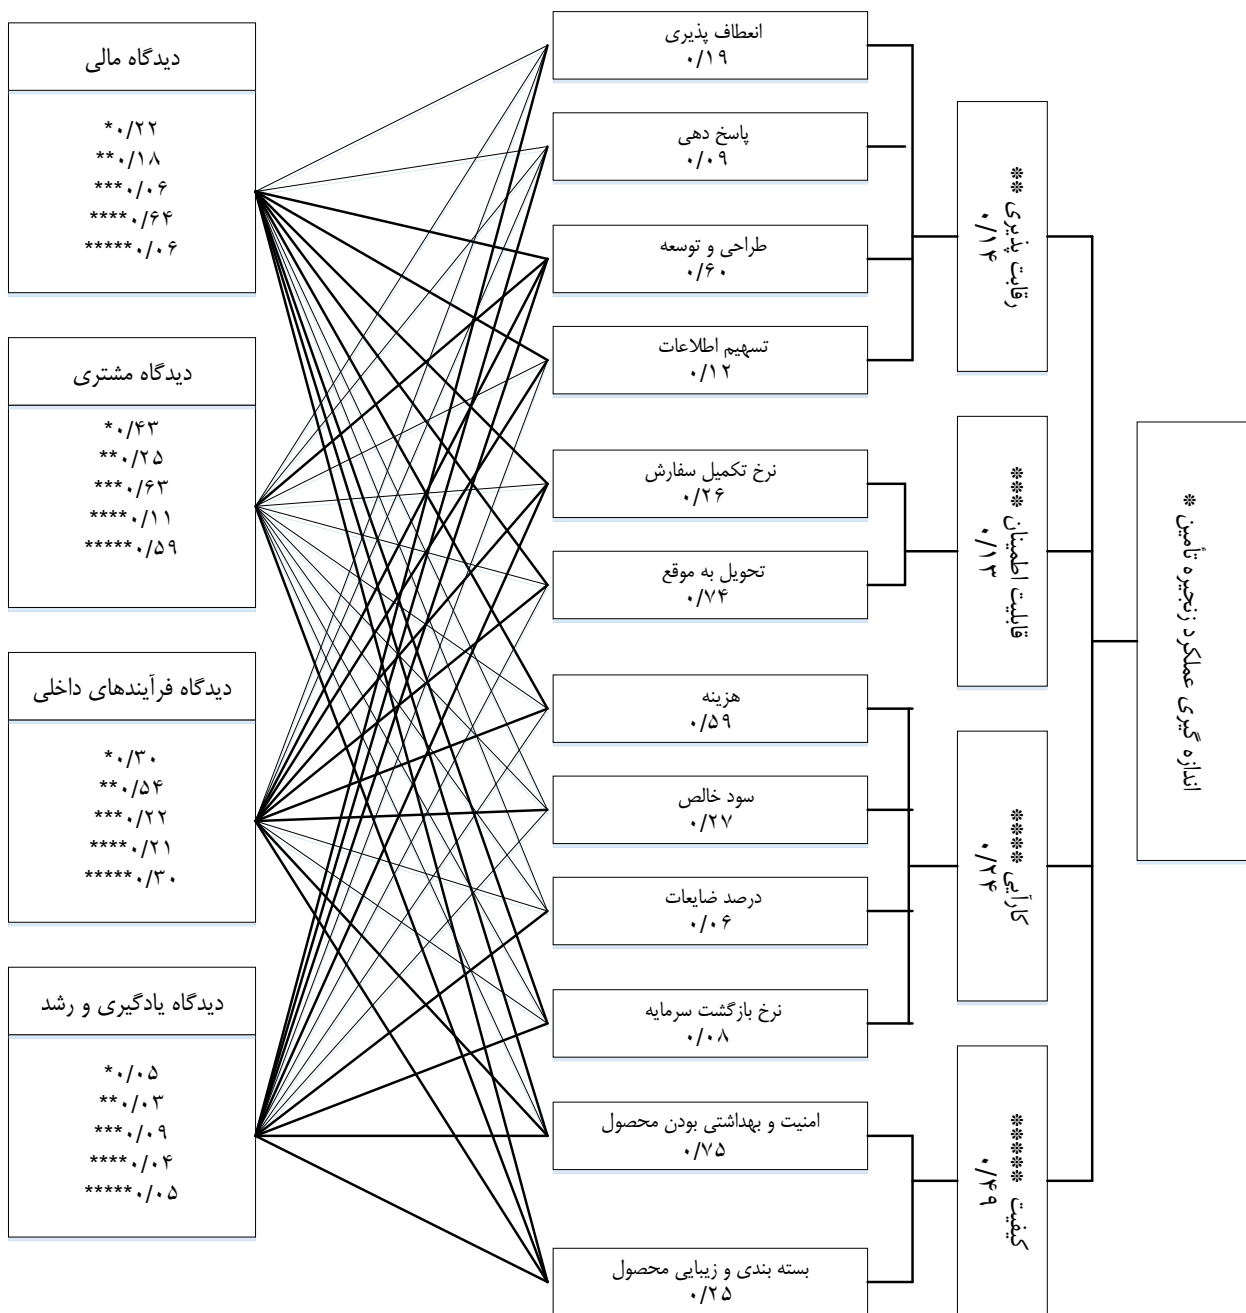 اندازه گیری عملکرد زنجیره تأمین *
رقابت پذیری **
۰/۱۴
قابلیت اطمینان ***
۰/۱۳
کارآیی ****
۰/۲۴
کیفیت *****
۰/۴۹
انعطاف پذیری
۰/۱۹
پاسخ دهی
۰/۰۹
طراحی و توسعه
۰/۶۰
تسهیم اطلاعات
۰/۱۲
نرخ تکمیل سفارش
۰/۲۶
تحویل به موقع
۰/۷۴
هزینه
۰/۵۹
سود خالص
۰/۲۷
درصد ضایعات
۰/۰۶
نرخ بازگشت سرمایه
۰/۰۸
امنیت و بهداشتی بودن محصول
۰/۷۵
بسته بندی و زیبایی محصول
۰/۲۵
دیدگاه مالی
*۰/۲۲
**۰/۱۸
***۰/۰۶
****۰/۶۴
*****۰/۰۶
دیدگاه مشتری
*۰/۴۳
**۰/۲۵
***۰/۶۳
****۰/۱۱
*****۰/۵۹
دیدگاه فرآیندهای داخلی
*۰/۳۰
**۰/۵۴
***۰/۲۲
****۰/۲۱
*****۰/۳۰
دیدگاه یادگیری و رشد
*۰/۰۵
**۰/۰۳
***۰/۰۹
****۰/۰۴
*****۰/۰۵